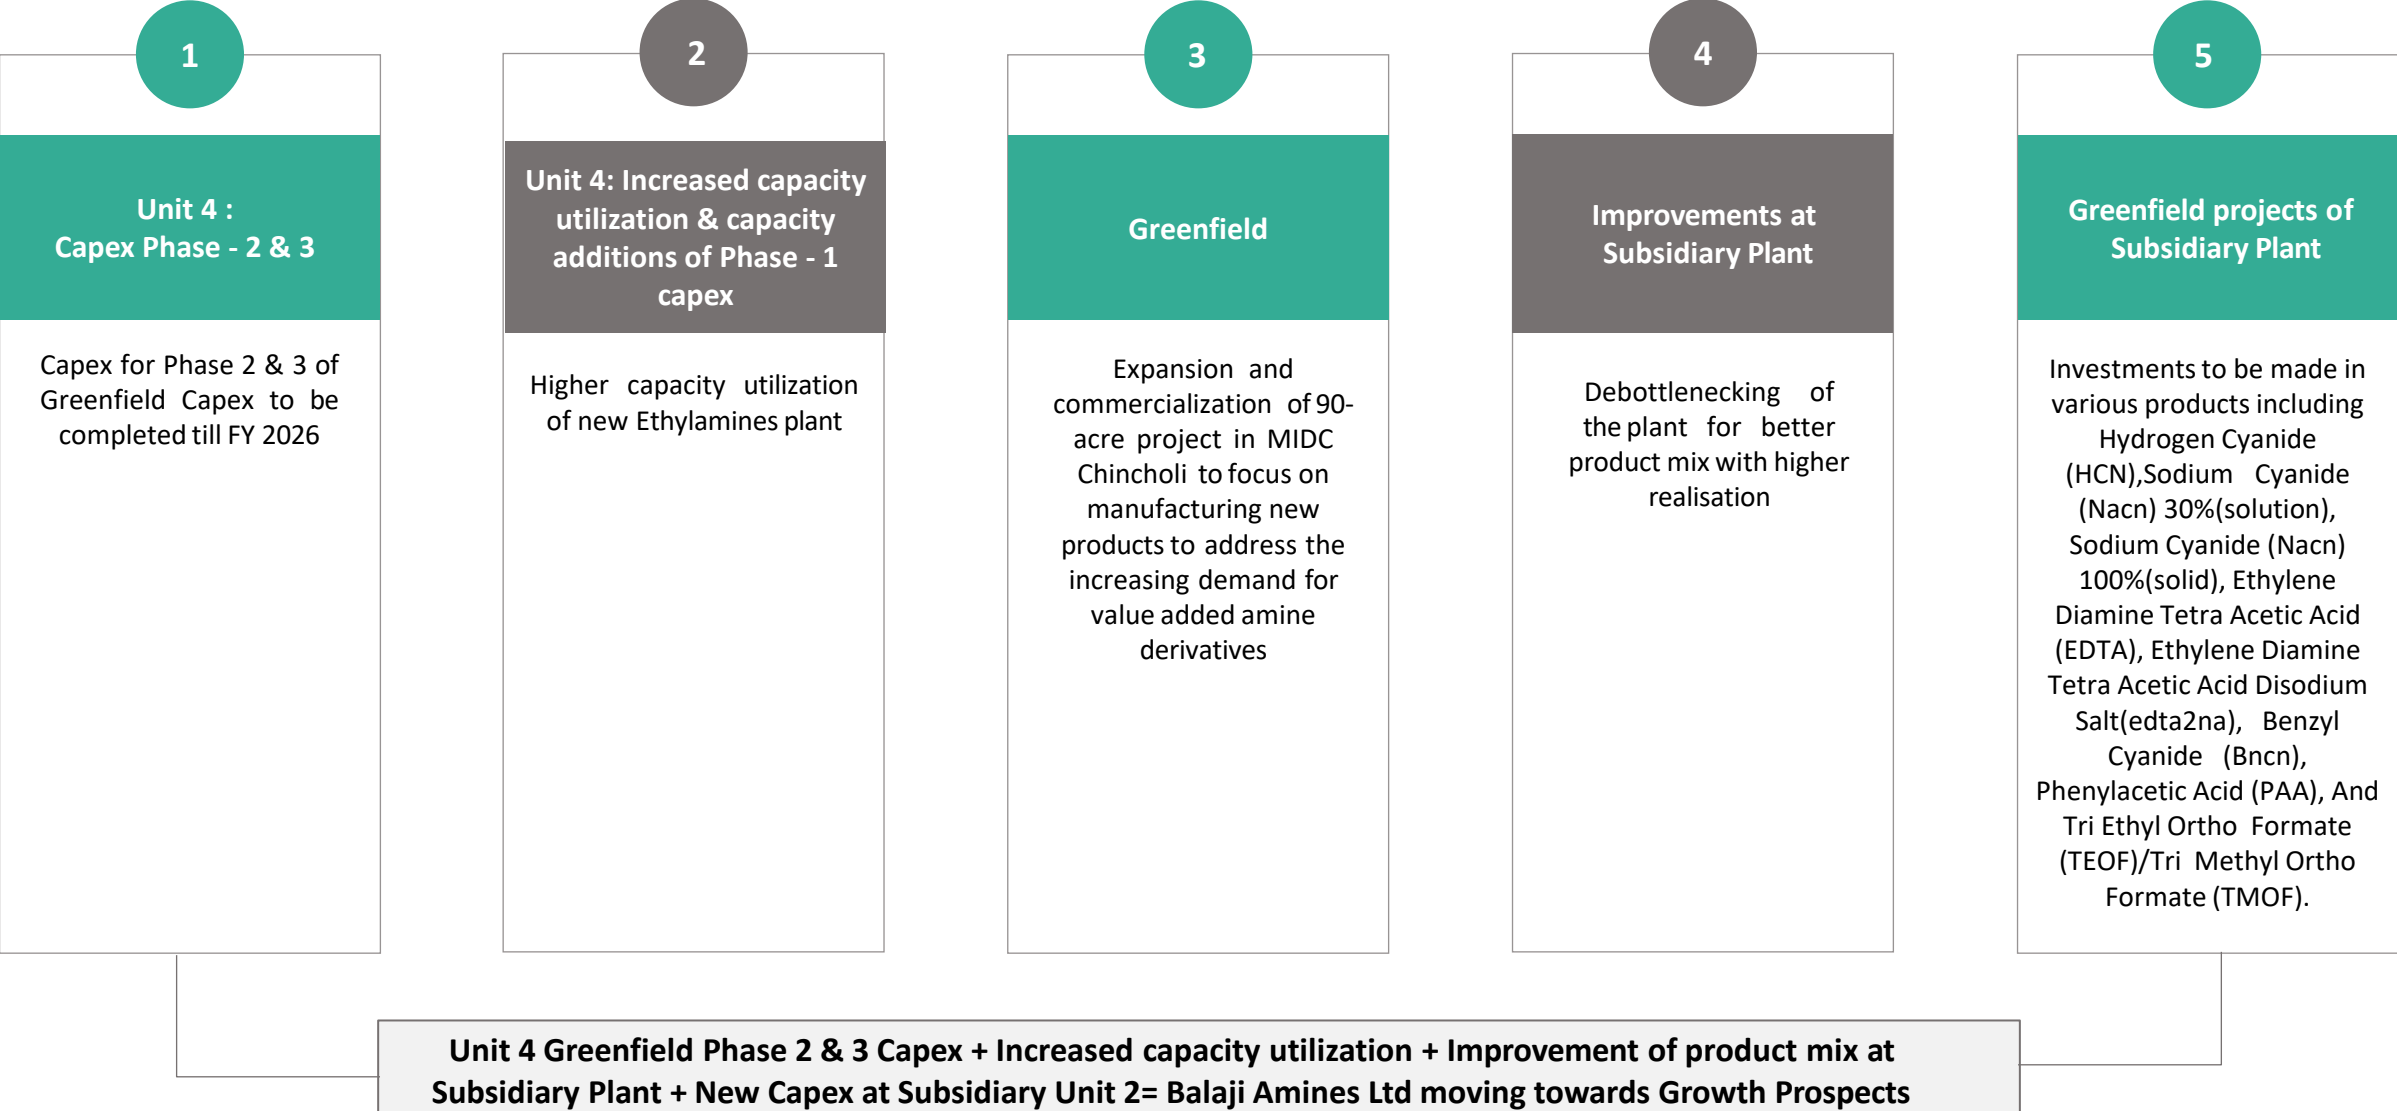 1
Unit 4 :
Capex Phase - 2 & 3
Capex for Phase 2 & 3 of
Greenfield Capex to be
completed till FY 2026
2
Unit 4: Increased capacity
utilization & capacity
additions of Phase - 1
capex
Higher capacity utilization
of new Ethylamines plant
3
Greenfield
Expansion and
commercialization of 90-
acre project in MIDC
Chincholi to focus on
manufacturing new
products to address the
increasing demand for
value added amine
derivatives
4
Improvements at
Subsidiary Plant
Debottlenecking of
the plant for better
product mix with higher
realisation
5
Greenfield projects of
Subsidiary Plant
Investments to be made in
various products including
Hydrogen Cyanide
(HCN),Sodium Cyanide
(Nacn) 30%(solution),
Sodium Cyanide (Nacn)
100%(solid), Ethylene
Diamine Tetra Acetic Acid
(EDTA), Ethylene Diamine
Tetra Acetic Acid Disodium
Salt(edta2na), Benzyl
Cyanide (Bncn),
Phenylacetic Acid (PAA), And
Tri Ethyl Ortho Formate
(TEOF)/Tri Methyl Ortho
Formate (TMOF).
Unit 4 Greenfield Phase 2 & 3 Capex + Increased capacity utilization + Improvement of product mix at
Subsidiary Plant + New Capex at Subsidiary Unit 2= Balaji Amines Ltd moving towards Growth Prospects